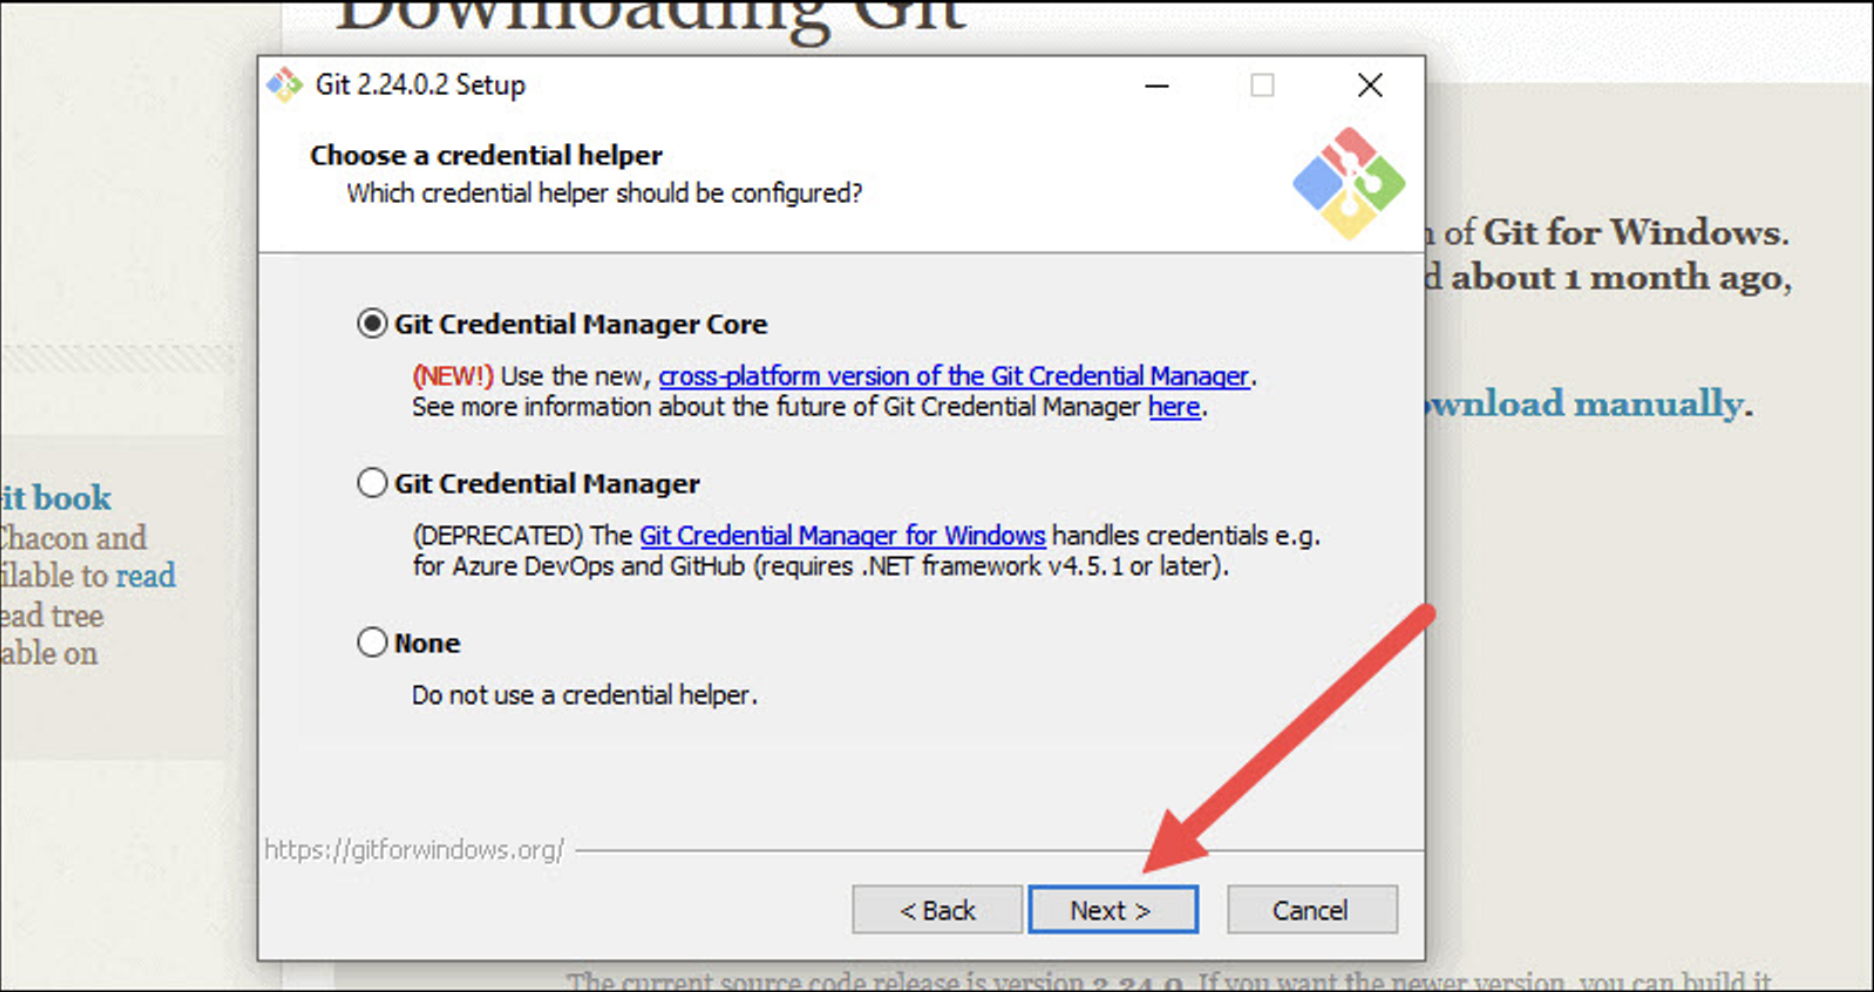 Downloading Git
Git 2.24.0.2 Setup
Choose a credential helper
Which credential helper should be configured?
of Git for Windows.
about 1 month ago,
ownload manually.
it book
Chacon and
ilable to read
ead tree
able on
Git Credential Manager Core
(NEW!) Use the new, cross-platform version of the Git Credential Manager.
See more information about the future of Git Credential Manager here.
Git Credential Manager
(DEPRECATED) The Git Credential Manager for Windows handles credentials e.g.
for Azure DevOps and GitHub (requires .NET framework v4.5.1 or later).
None
Do not use a credential helper.
https://gitforwindows.org/
< Back
Next >
Cancel
The current source code release is version 2.24.0. If you want the newer version, you can build it